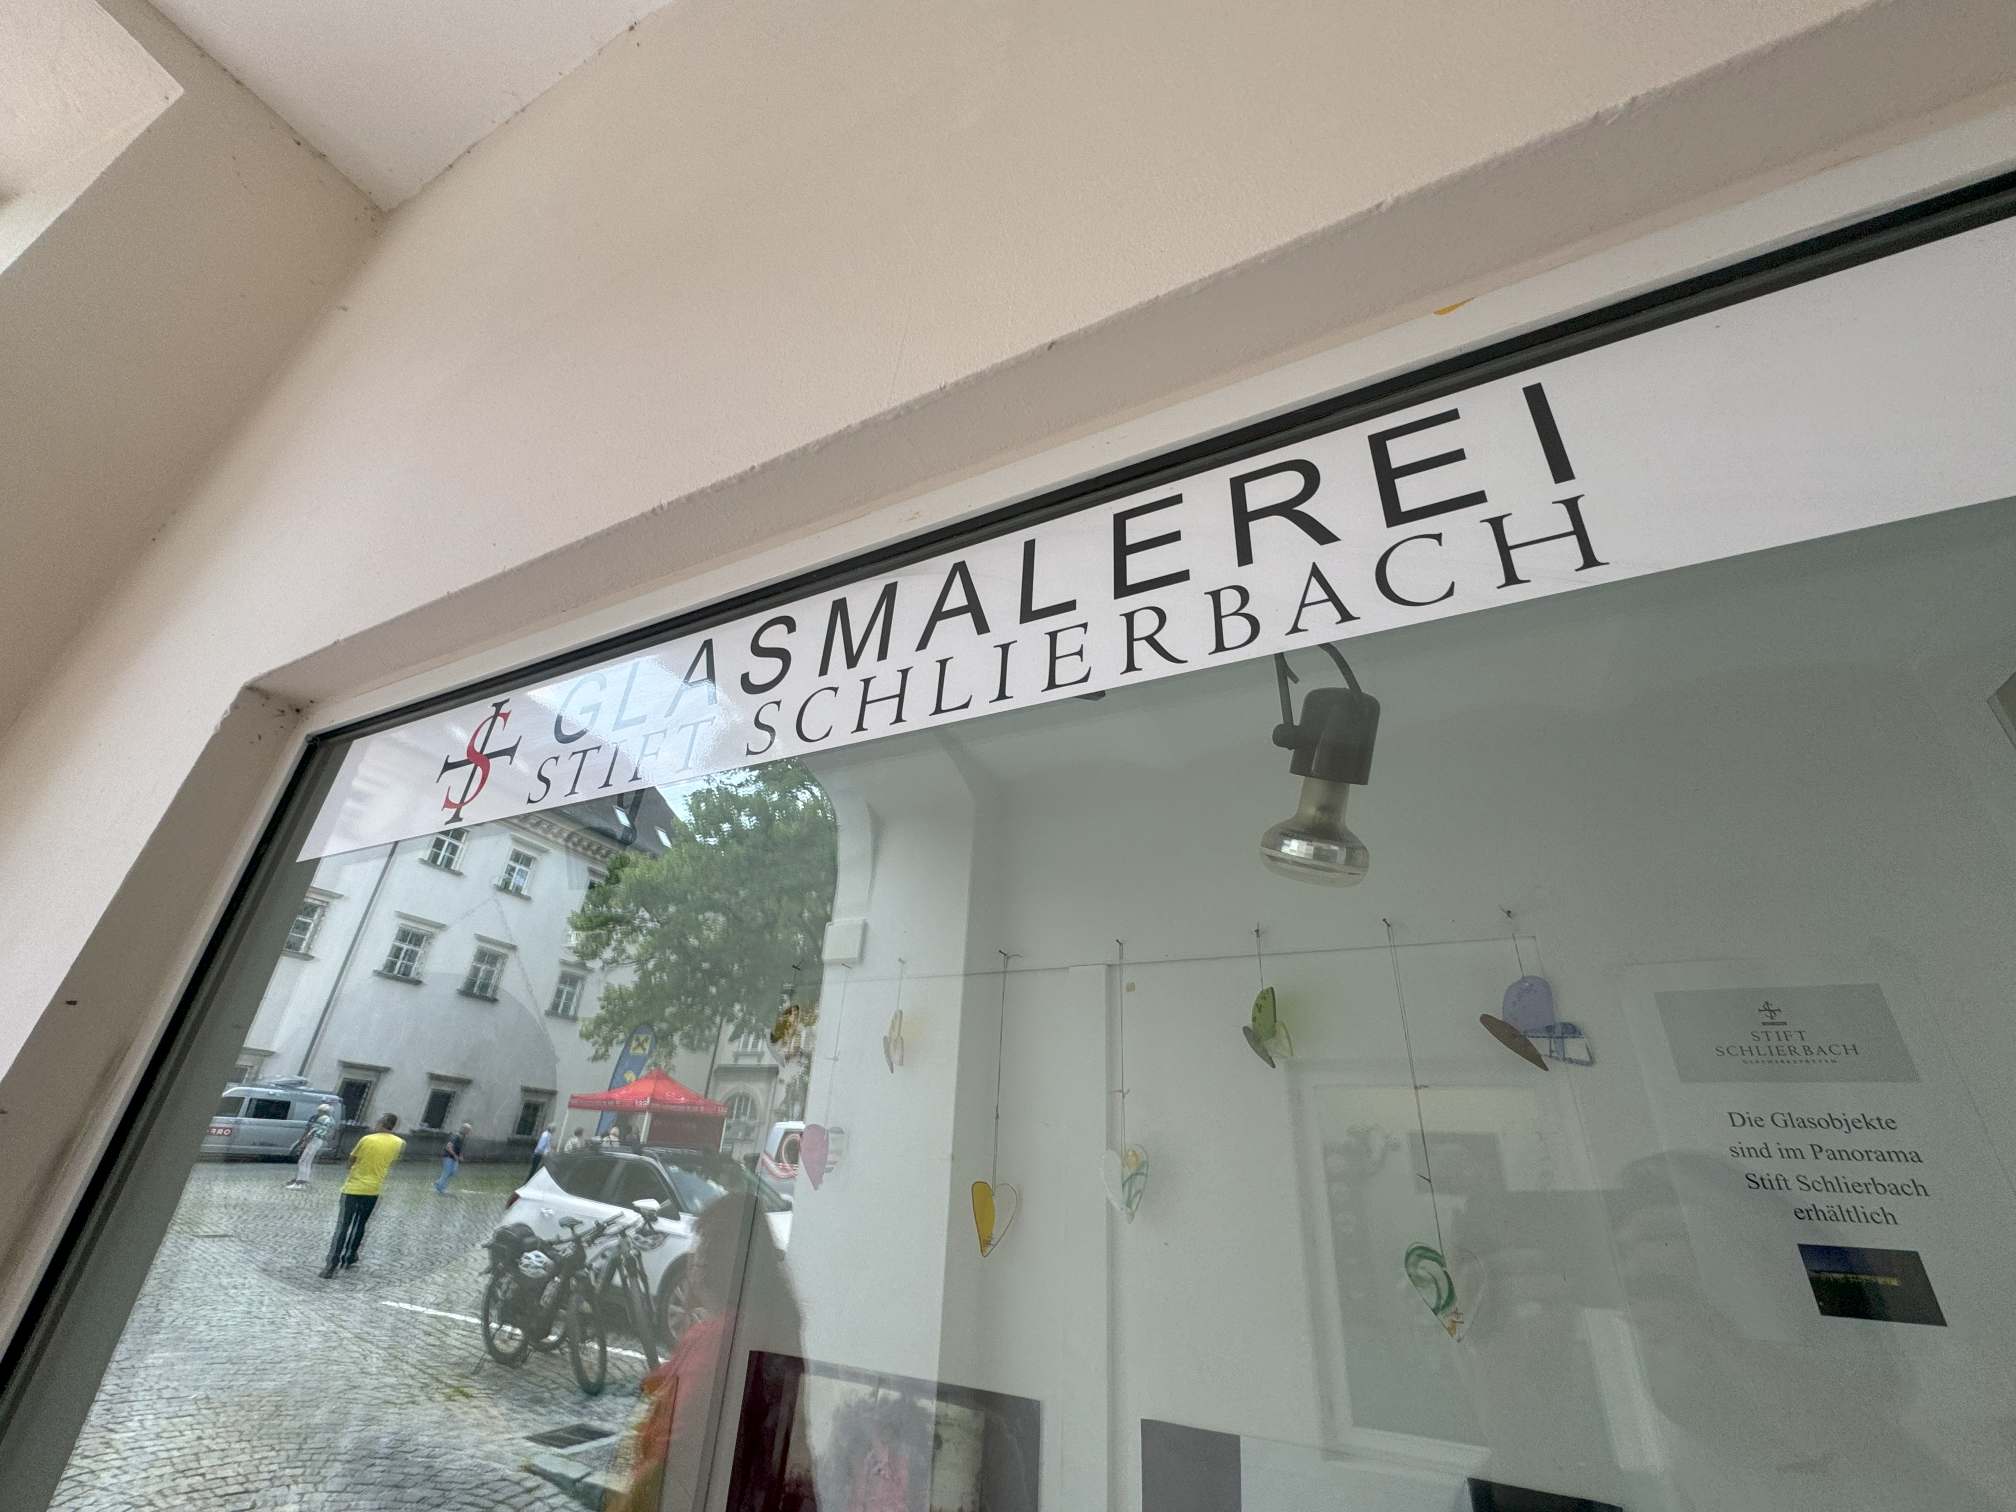 GLASMALEREI
STIFT SCHLIERBACH
STIFT
SCHLIERBACH
Die Glasobjekte
sind im Panorama
Stift Schlierbach
erhältlich